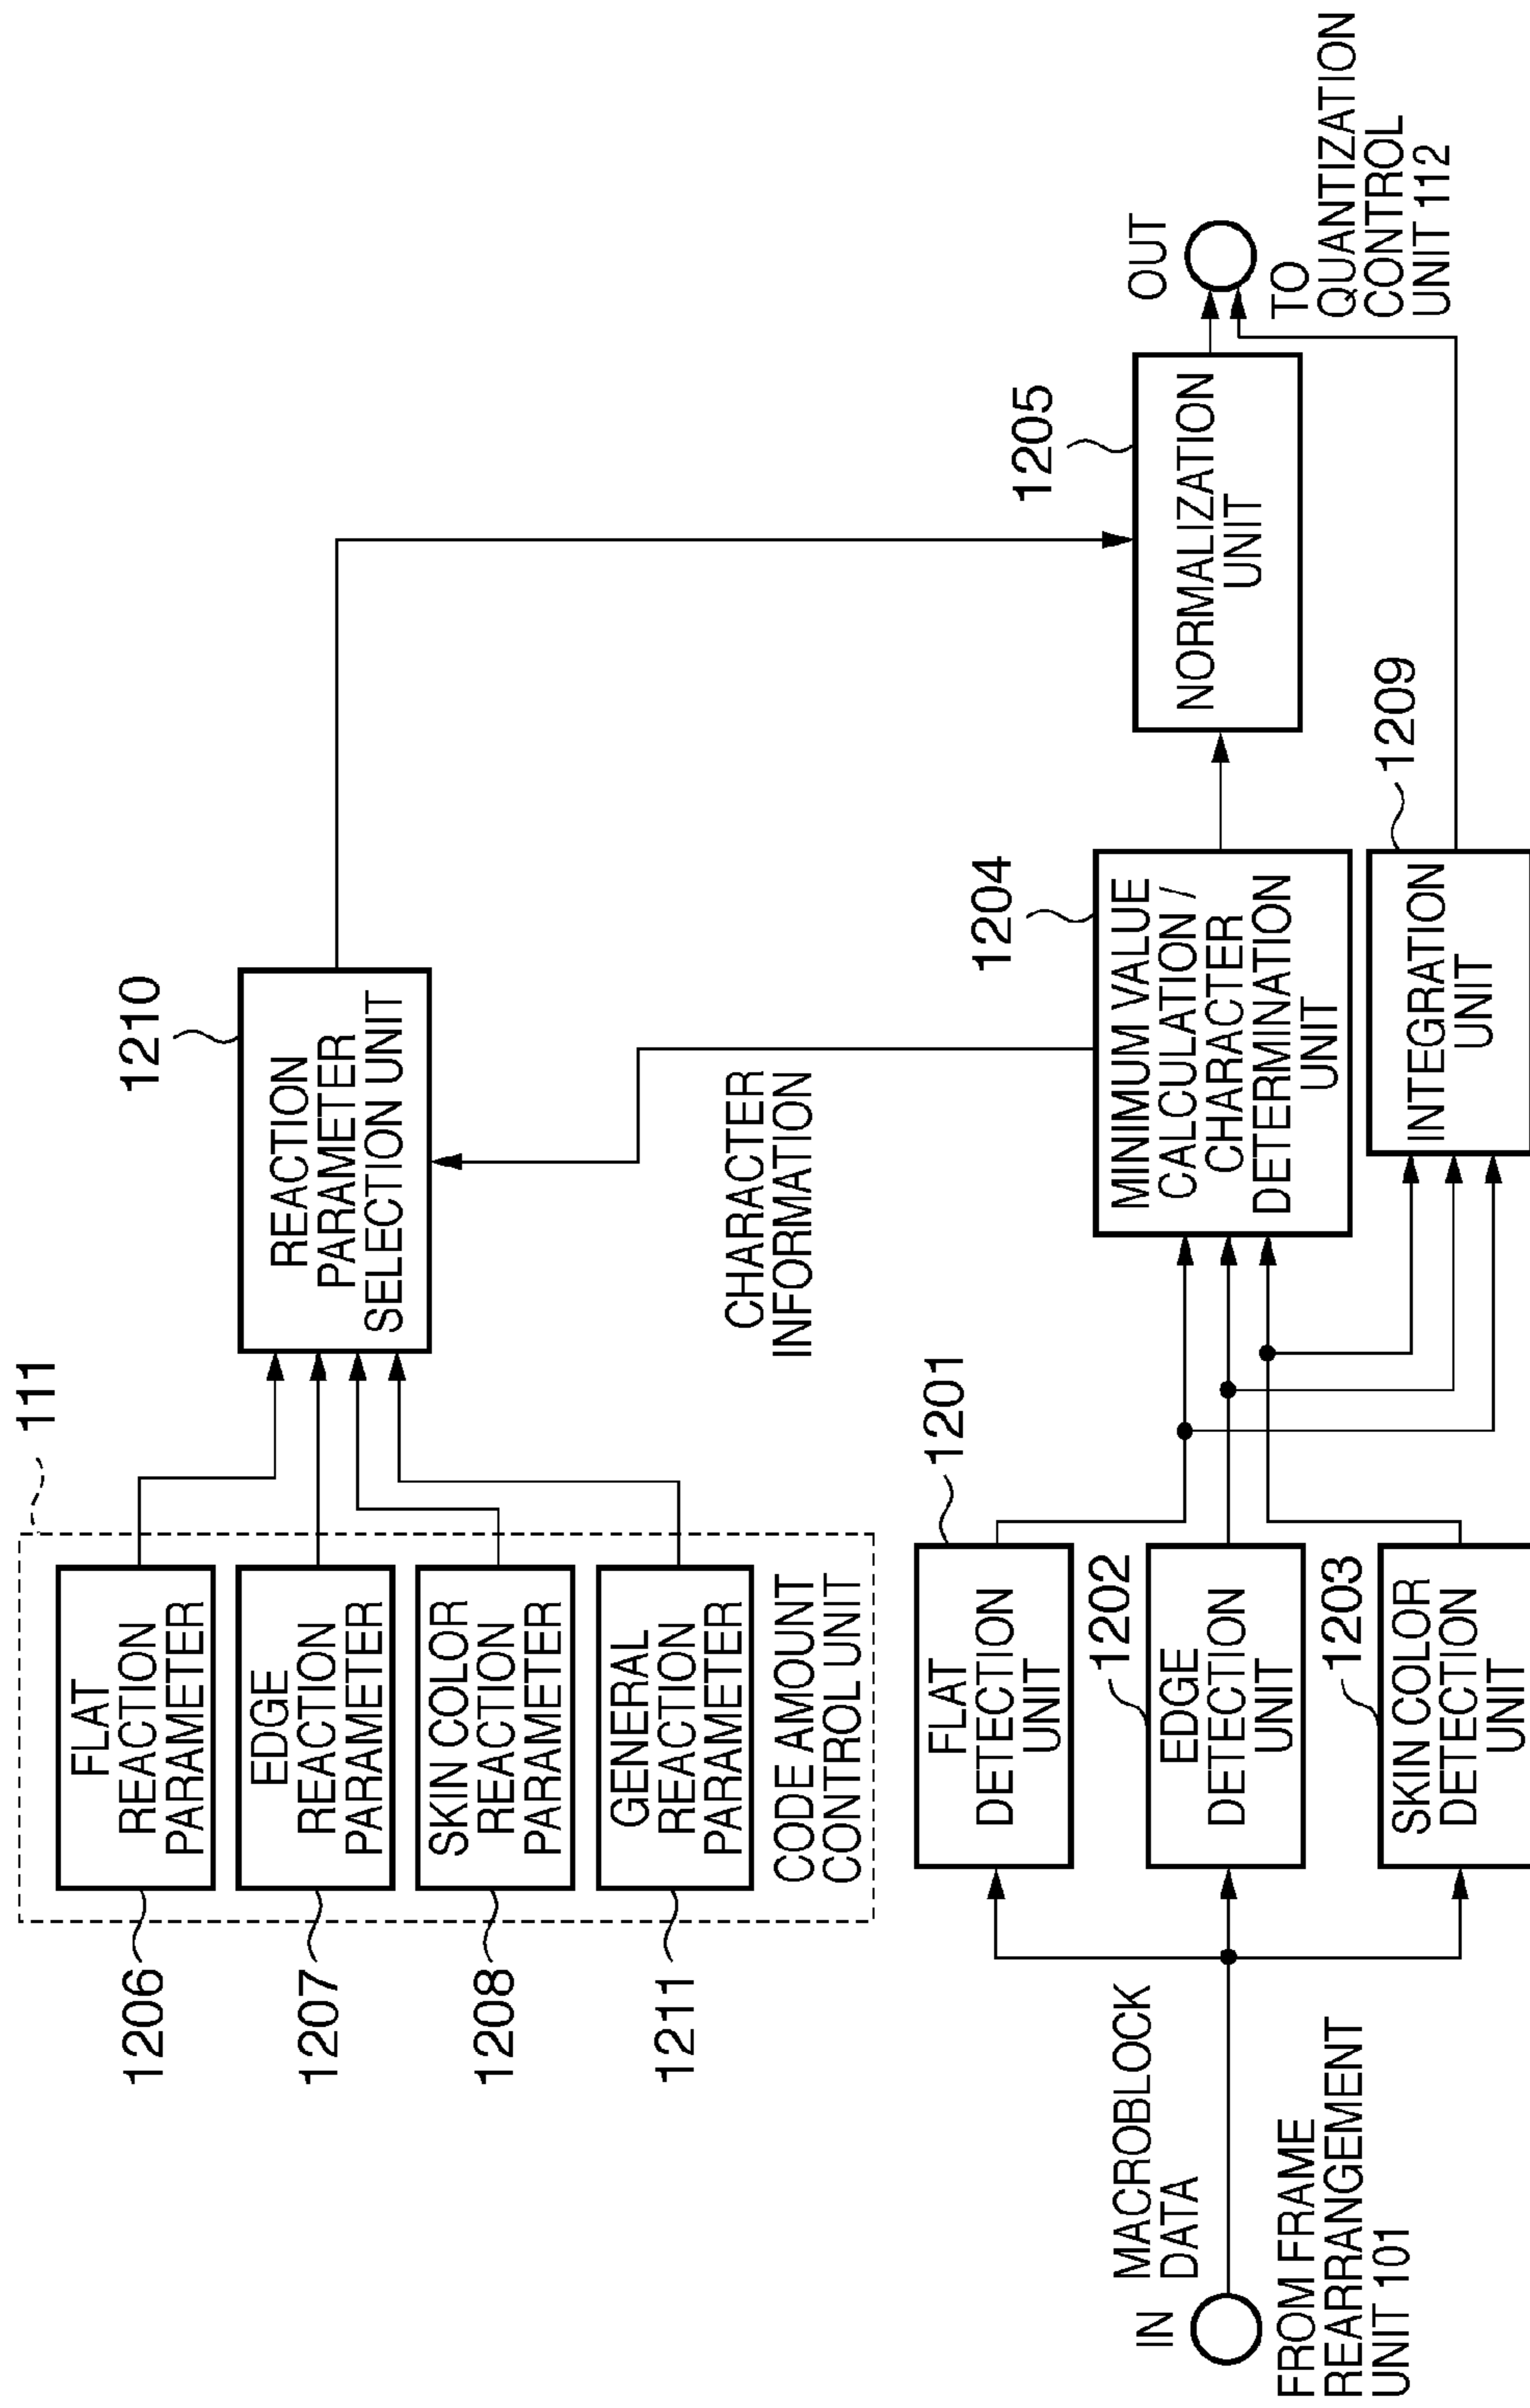 111
1206
FLAT
REACTION
PARAMETER
1207
EDGE
REACTION
PARAMETER
1208
SKIN COLOR
REACTION
PARAMETER
1211
GENERAL
REACTION
PARAMETER
CODE AMOUNT
CONTROL UNIT
1210
REACTION
PARAMETER
SELECTION UNIT
CHARACTER
INFORMATION
IN
MACROBLOCK
DATA
FROM FRAME
REARRANGEMENT
UNIT 101
1201
FLAT
DETECTION
UNIT
1202
EDGE
DETECTION
UNIT
1203
SKIN COLOR
DETECTION
UNIT
1204
MINIMUM VALUE
CALCULATION /
CHARACTER
DETERMINATION
UNIT
1209
INTEGRATION
UNIT
1205
NORMALIZATION
UNIT
OUT
TO
QUANTIZATION
CONTROL
UNIT 112